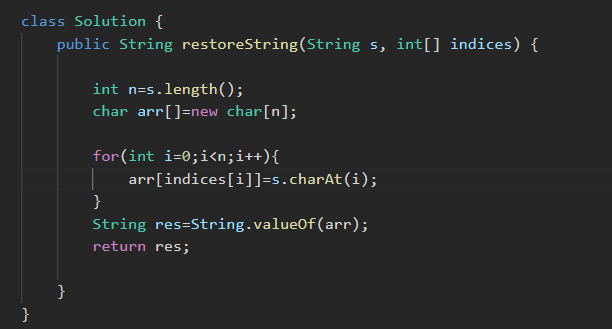 class Solution {
    public String restoreString(String s, int[] indices) {
        int n=s.length();
        char arr[]=new char[n];
        for(int i=0;i<n;i++){
            arr[indices[i]]=s.charAt(i);
        }
        String res=String.valueOf(arr);
        return res;
    }
}